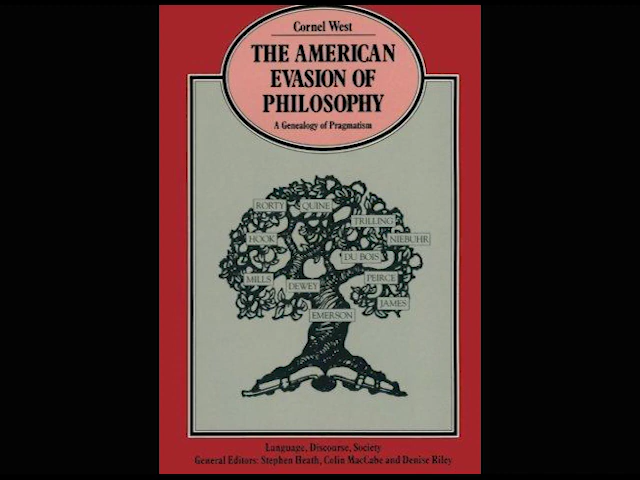 Cornel West
THE AMERICAN
EVASION OF
PHILOSOPHY
A Genealogy of Pragmatism
RORTY
QUINE
TRILLING
HOOK
NIEBUHR
DU BOIS
MILLS
DEWEY
PEIRCE
JAMES
EMERSON
Language, Discourse, Society
General Editors: Stephen Heath, Colin MacCabe and Denise Riley